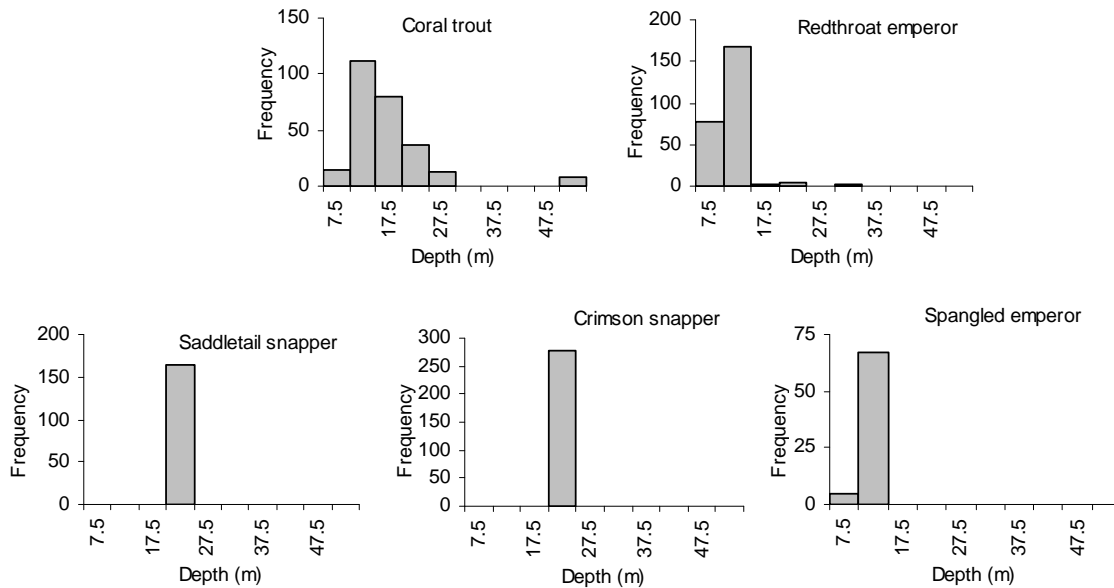 Coral trout
Frequency
150
100
50
0
7.5 17.5 27.5 37.5 47.5
Depth (m)
Redthroat emperor
Frequency
200
150
100
50
0
7.5 17.5 27.5 37.5 47.5
Depth (m)
Saddletail snapper
Frequency
200
150
100
50
0
7.5 17.5 27.5 37.5 47.5
Depth (m)
Crimson snapper
Frequency
300
250
200
150
100
50
0
7.5 17.5 27.5 37.5 47.5
Depth (m)
Spangled emperor
Frequency
75
50
25
0
7.5 17.5 27.5 37.5 47.5
Depth (m)